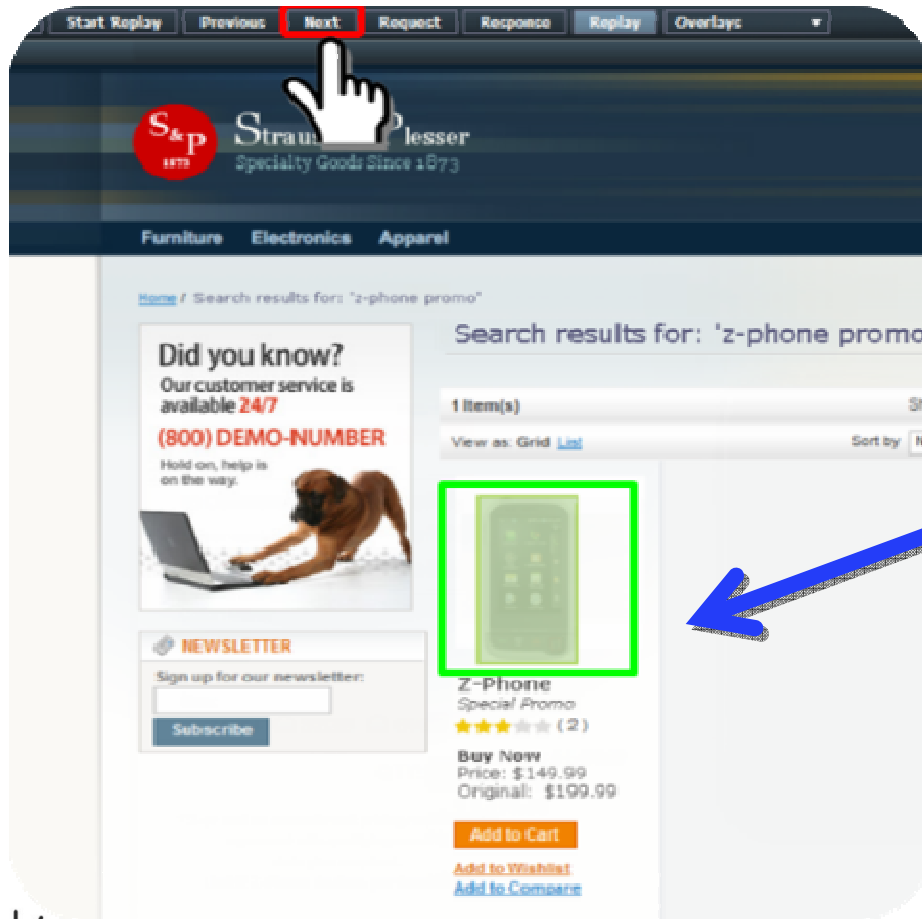 Start Replay Previous Next Request Response Replay Overlays
S&P
1873
Specialty Goods Since 1873
Furniture Electronics Apparel
Home / Search results for: 'z-phone promo'
Search results for: 'z-phone promo
Did you know?
Our customer service is
available 24/7
(800) DEMO-NUMBER
Hold on, help is
on the way.
1 Item(s)
View as: Grid List
Sort by
NEWSLETTER
Sign up for our newsletter:
Subscribe
Z-Phone
Special Promo
(2)
Buy Now
Price: $149.99
Original: $199.99
Add to Cart
Add to Wishlist
Add to Compare